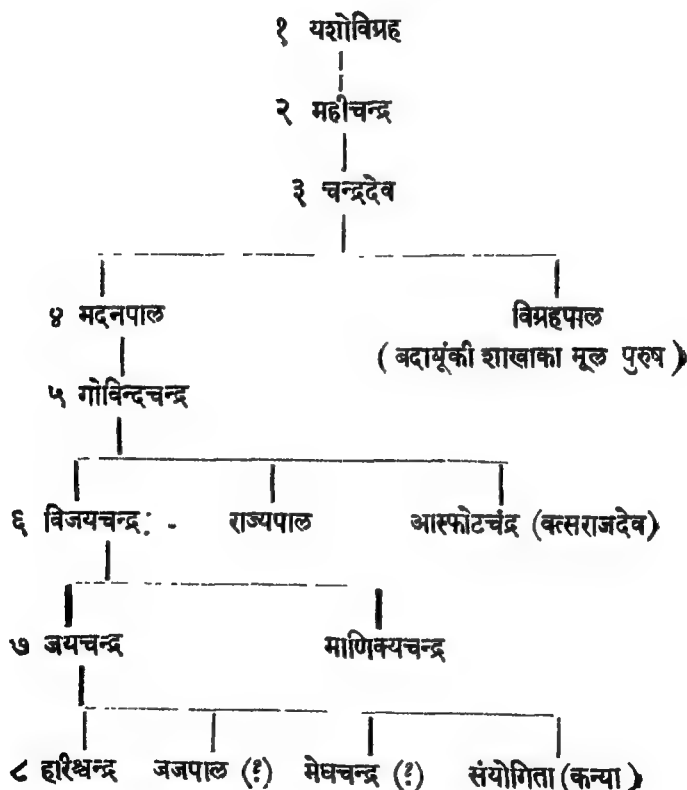 १ यशोविग्रह
२ महीचन्द्र
३ चन्द्रदेव
४ मदनपाल विग्रहपाल
( बदायूंकी शाखाका मूल पुरुष )
५ गोविन्दचन्द्र
६ विजयचन्द्र: - राज्यपाल आस्फोटचंद्र (वत्सराजदेव)
७ जयचन्द्र माणिक्यचन्द्र
८ हरिश्चन्द्र जजपाल (?) मेघचन्द्र (?) संयोगिता (कन्या)